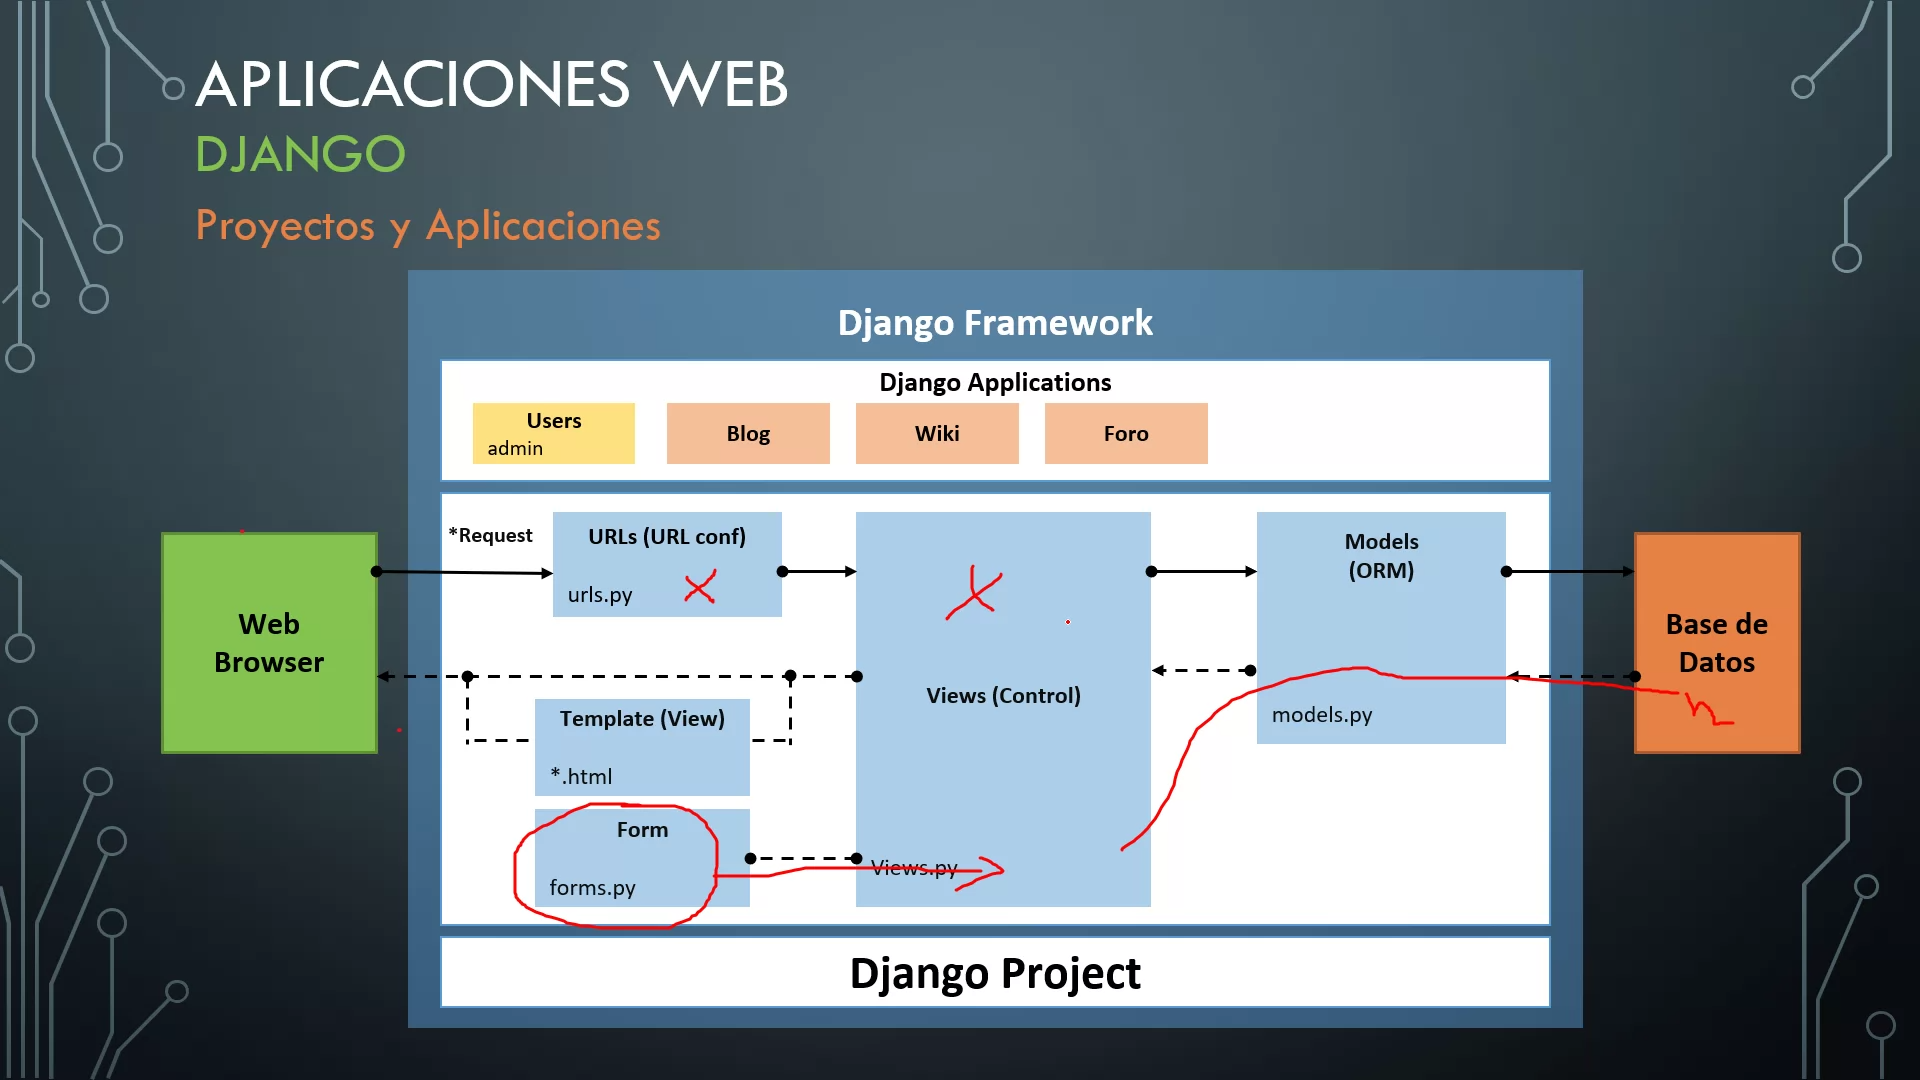 APLICACIONES WEB
DJANGO
Proyectos y Aplicaciones
Django Framework
Django Applications
Users
admin
Blog
Wiki
Foro
*Request
URLs (URL conf)
urls.py
Models
(ORM)
models.py
Web
Browser
Base de
Datos
Views (Control)
Views.py
Template (View)
*.html
Form
forms.py
Django Project